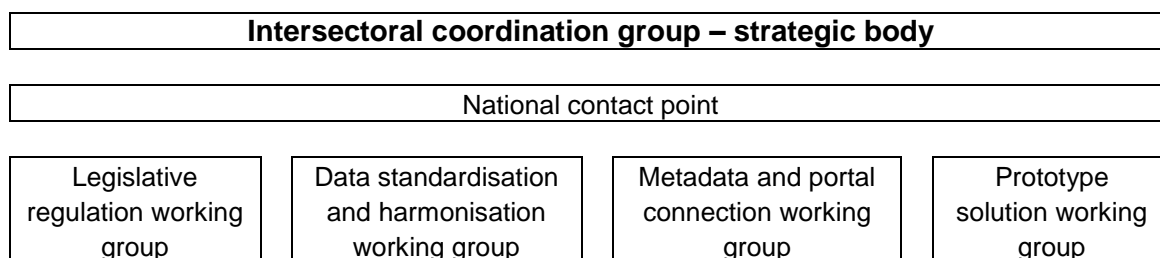 Intersectoral coordination group – strategic body
National contact point
Legislative
regulation working
group
Data standardisation
and harmonisation
working group
Metadata and portal
connection working
group
Prototype
solution working
group